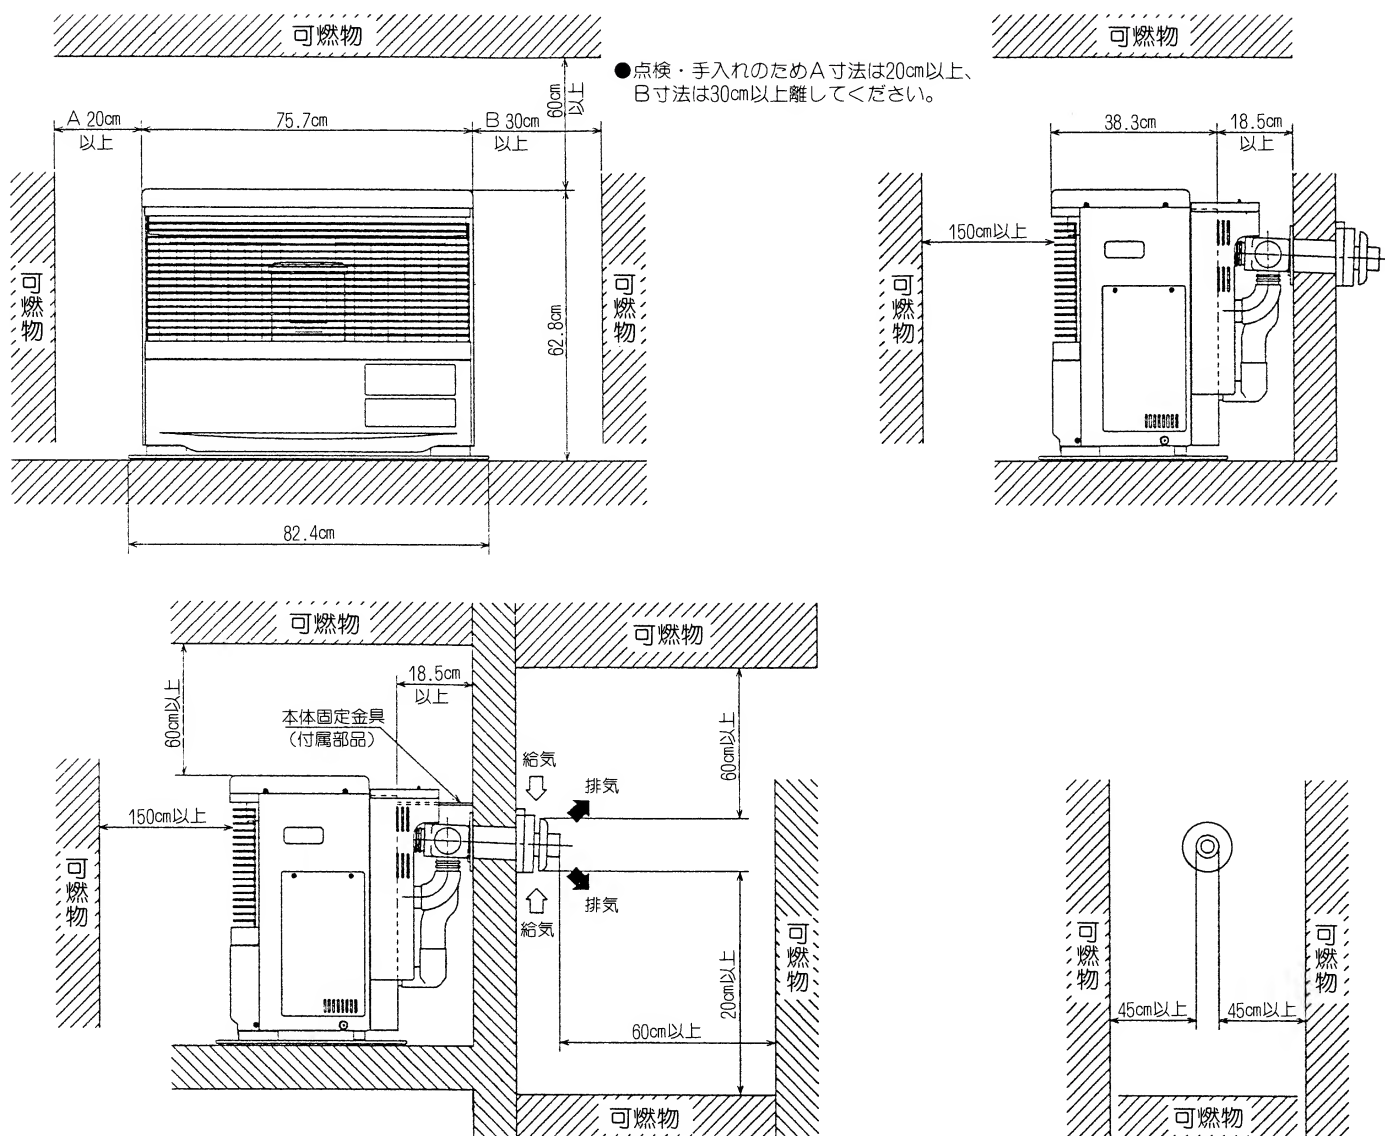 可燃物
●点検・手入れのためA寸法は20cm以上、
B寸法は30cm以上離してください。
60cm
以上
A 20cm
以上
75.7cm
B 30cm
以上
可燃物
可燃物
62.8cm
82.4cm
可燃物
38.3cm
18.5cm
以上
150cm以上
可燃物
可燃物
可燃物
60cm以上
18.5cm
以上
本体固定金具
(付属部品)
150cm以上
可燃物
給気
排気
給気
排気
60cm以上
20cm以上
60cm以上
可燃物
可燃物
可燃物
可燃物
45cm以上
45cm以上
可燃物